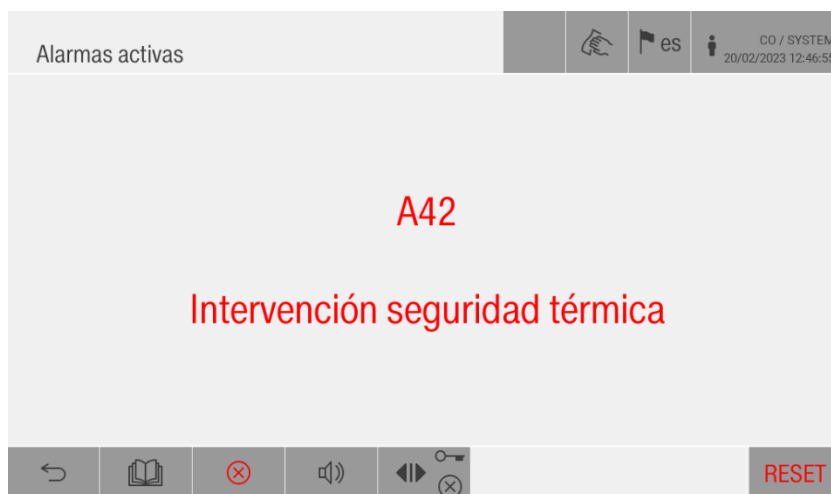 Alarmas activas
es
CO / SYSTEM
20/02/2023 12:46:55
A42
Intervención seguridad térmica
RESET